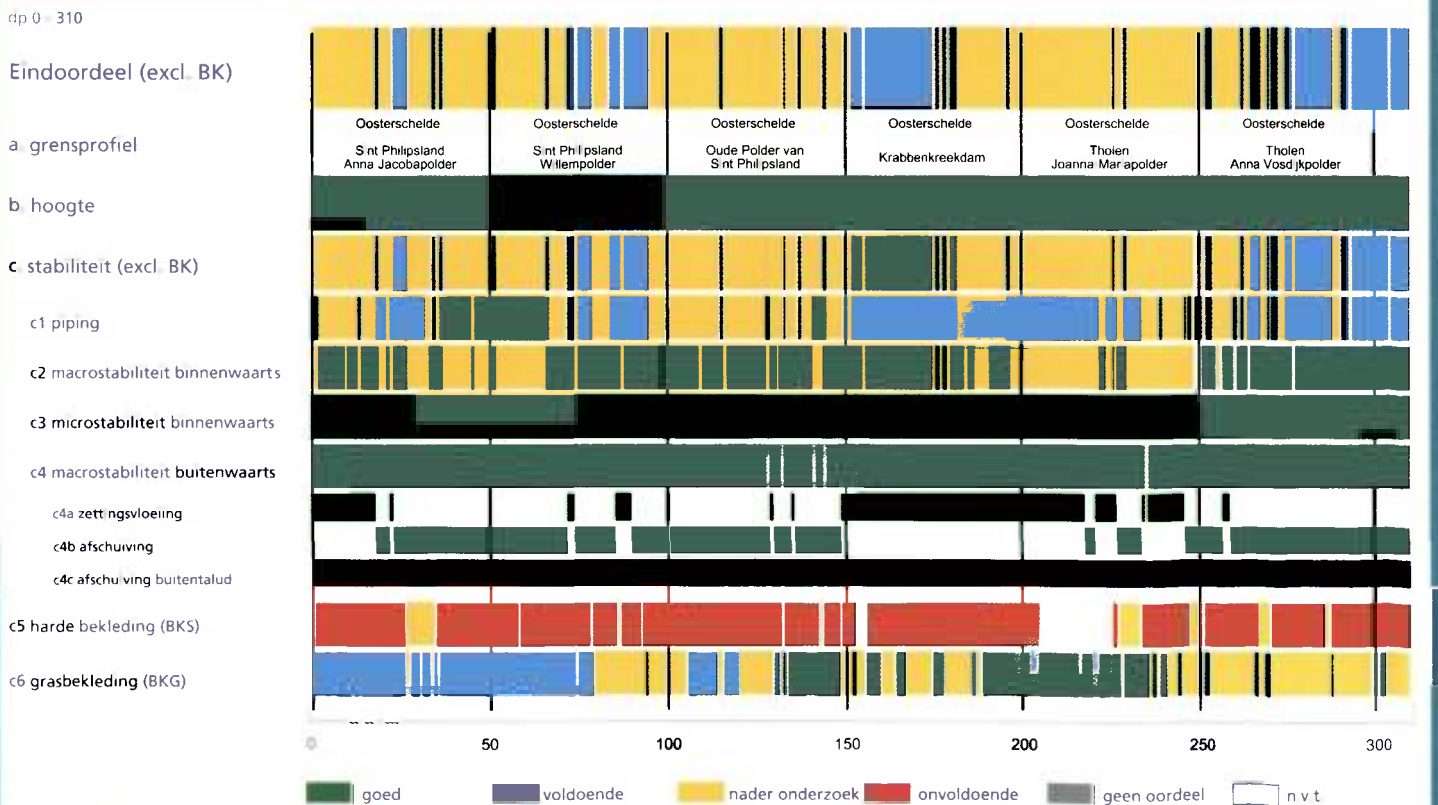 dp 0 - 310
Eindoordeel (excl. BK)
a. grensprofiel
Oosterschelde
Sint Philipsland
Anna Jacobapolder
Oosterschelde
Sint Philipsland
Willempolder
Oosterschelde
Oude Polder van
Sint Philipsland
Oosterschelde
Krabbenkreekdam
Oosterschelde
Tholen
Joanna Mariapolder
Oosterschelde
Tholen
Anna Vosdijkpolder
b. hoogte
c. stabiliteit (excl. BK)
c1 piping
c2 macrostabiliteit binnenwaarts
c3 microstabiliteit binnenwaarts
c4 macrostabiliteit buitenwaarts
c4a zettingsvloeiing
c4b afschuiving
c4c afschuiving buitentalud
c5 harde bekleding (BKS)
c6 grasbekleding (BKG)
0 50 100 150 200 250 300
goed voldoende nader onderzoek onvoldoende geen oordeel n v t.